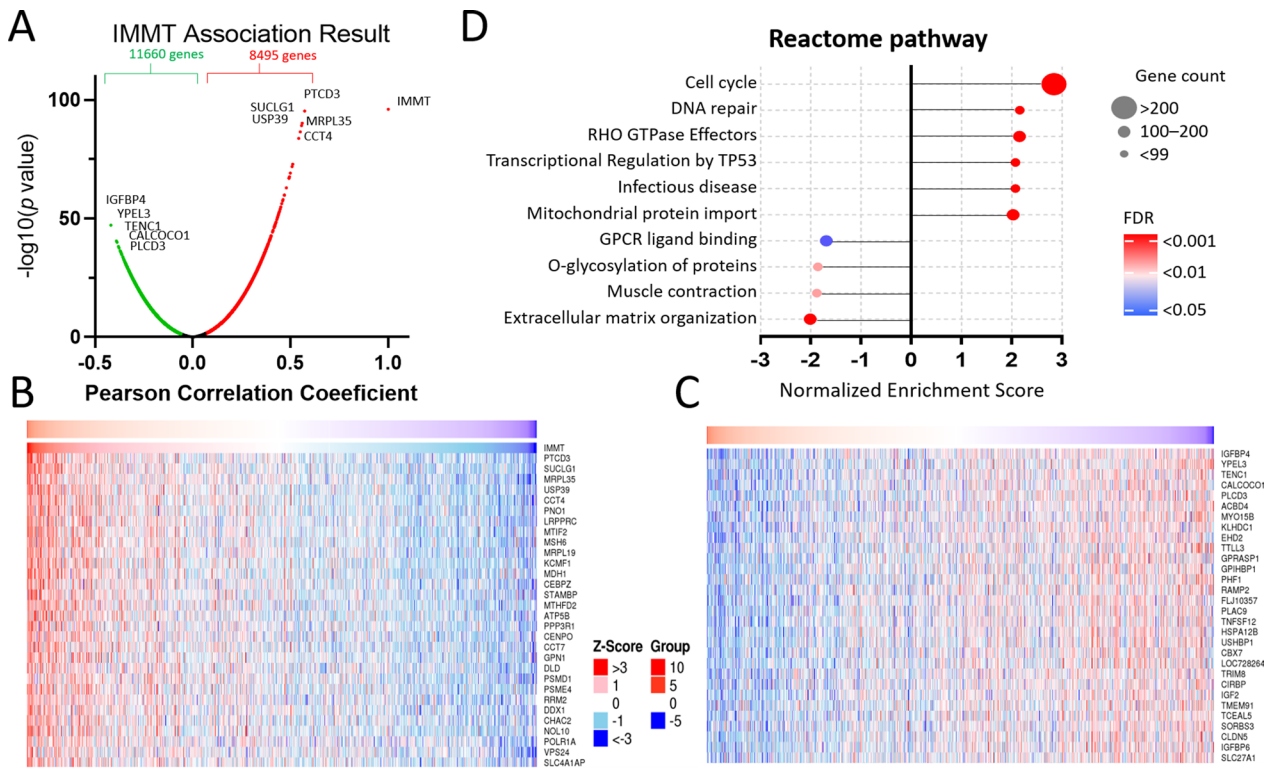 A
IMMT Association Result
11660 genes
8495 genes
PTCD3
IMMT
SUCLG1
USP39
MRPL35
CCT4
IGFBP4
YPEL3
TENC1
CALCOCO1
PLCD3
-log10(p value)
100
50
0
-0.5
0.0
0.5
1.0
Pearson Correlation Coeeficient
D
Reactome pathway
Cell cycle
DNA repair
RHO GTPase Effectors
Transcriptional Regulation by TP53
Infectious disease
Mitochondrial protein import
GPCR ligand binding
O-glycosylation of proteins
Muscle contraction
Extracellular matrix organization
-3
-2
-1
0
1
2
3
Normalized Enrichment Score
Gene count
>200
100–200
<99
FDR
<0.001
<0.01
<0.05
B
IMMT
PTCD3
SUCLG1
MRPL35
USP39
CCT4
PNO1
LRPPRC
MTIF2
MSH6
MRPL19
KCMF1
MDH1
CEBPZ
STAMBP
MTHFD2
ATP5B
PPP3R1
CENPO
CCT7
GPN1
DLD
PSMD1
PSME4
RRM2
DDX1
CHAC2
NOL10
POLR1A
VPS24
SLC4A1AP
Z-Score
>3
1
0
-1
<-3
Group
10
5
0
-5
C
IGFBP4
YPEL3
TENC1
CALCOCO1
PLCD3
ACBD4
MYO15B
KLHDC1
EHD2
TTLL3
GPRASP1
GPIHBP1
PHF1
RAMP2
FLJ10357
PLAC9
TNFSF12
HSPA12B
USHBP1
CBX7
LOC728264
TRIM8
CIRBP
IGF2
TMEM91
TCEAL5
SORBS3
CLDN5
IGFBP6
SLC27A1